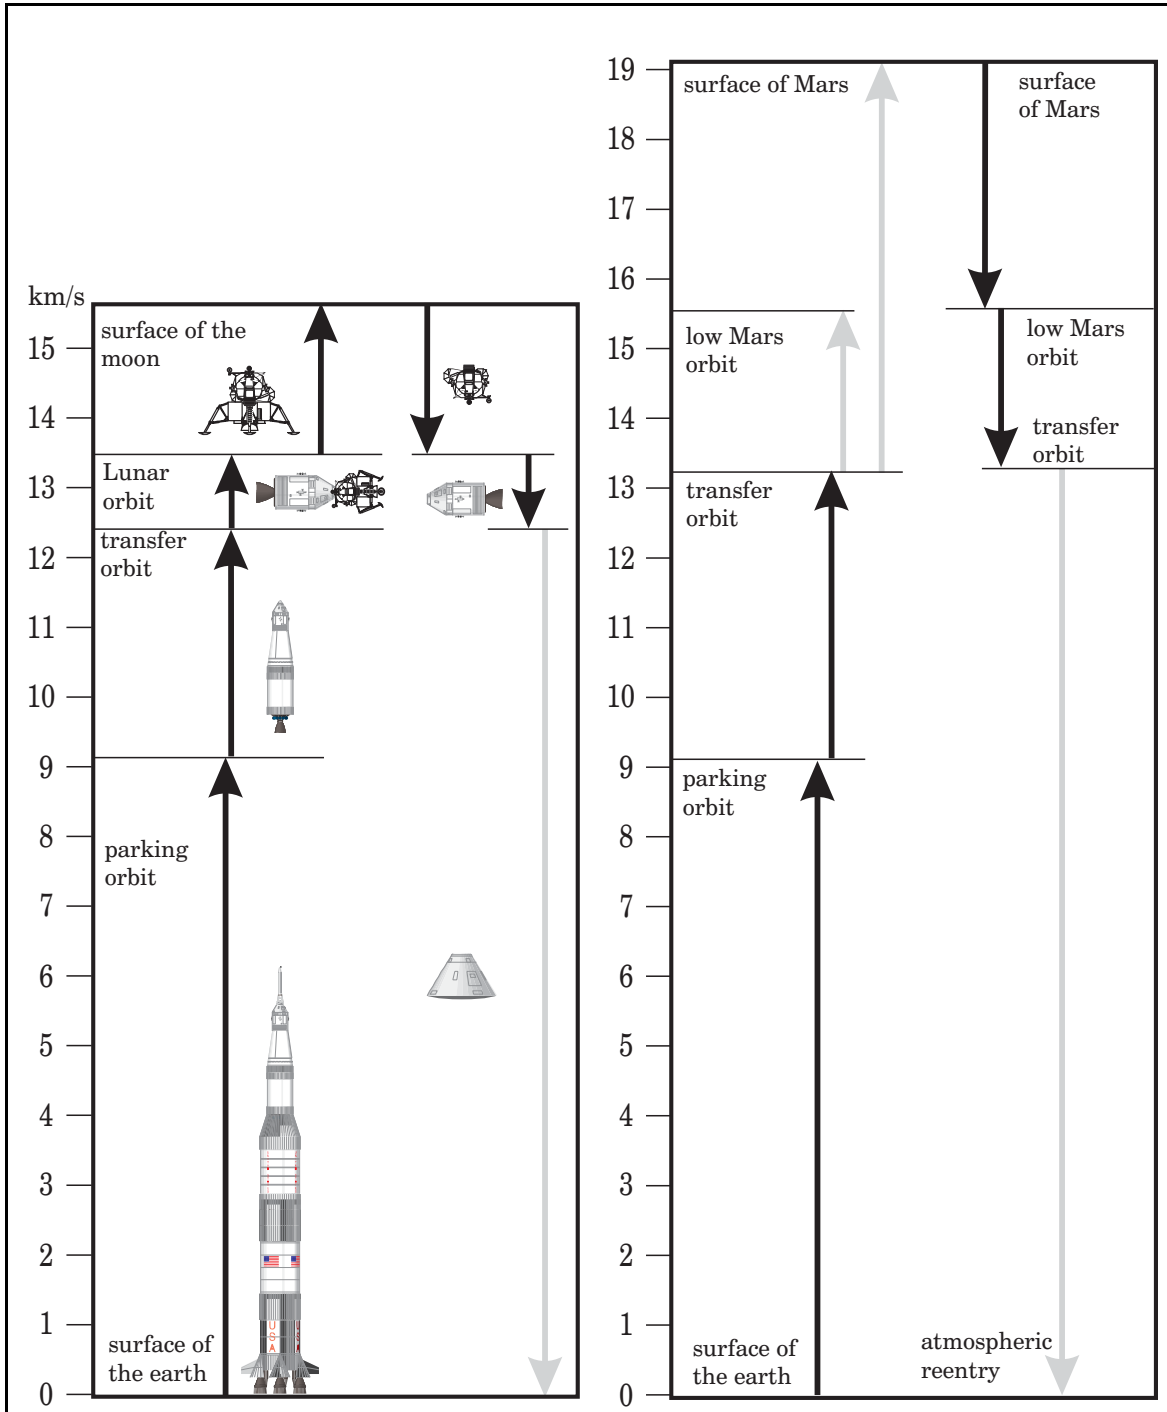 km/s
15
14
13
12
11
10
9
8
7
6
5
4
3
2
1
0
surface of the
moon
Lunar
orbit
transfer
orbit
parking
orbit
USA
USA
surface of
the earth
19
18
17
16
15
14
13
12
11
10
9
8
7
6
5
4
3
2
1
0
surface of Mars
low Mars
orbit
transfer
orbit
parking
orbit
surface of
the earth
surface
of Mars
low Mars
orbit
transfer
orbit
atmospheric
reentry